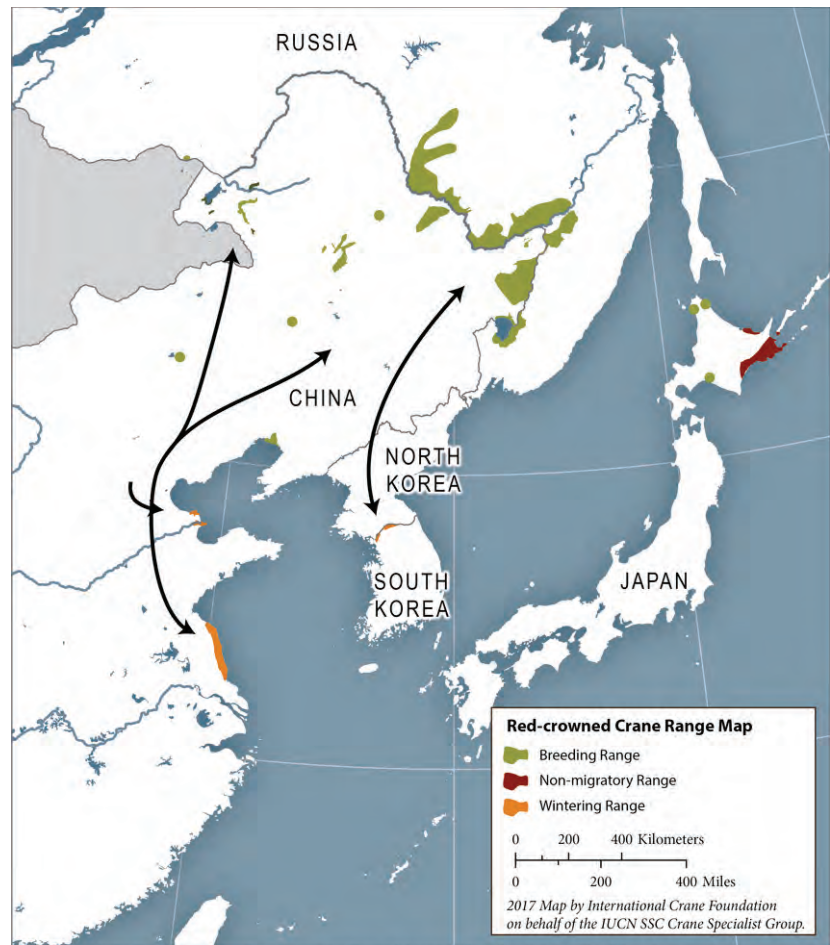 RUSSIA
CHINA
NORTH
KOREA
SOUTH
KOREA
JAPAN
Red-crowned Crane Range Map
Breeding Range
Non-migratory Range
Wintering Range
0 200 400 Kilometers
0 200 400 Miles
2017 Map by International Crane Foundation
on behalf of the IUCN SSC Crane Specialist Group.